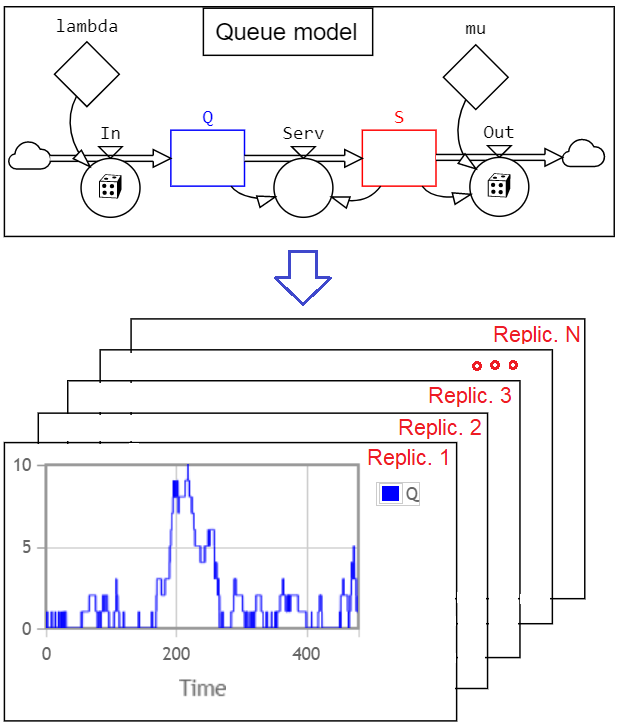 Queue model
lambda
mu
In
Q
Serv
S
Out
Replic. N
Replic. 3
Replic. 2
Replic. 1
10
5
0
Q
0 200 400
Time